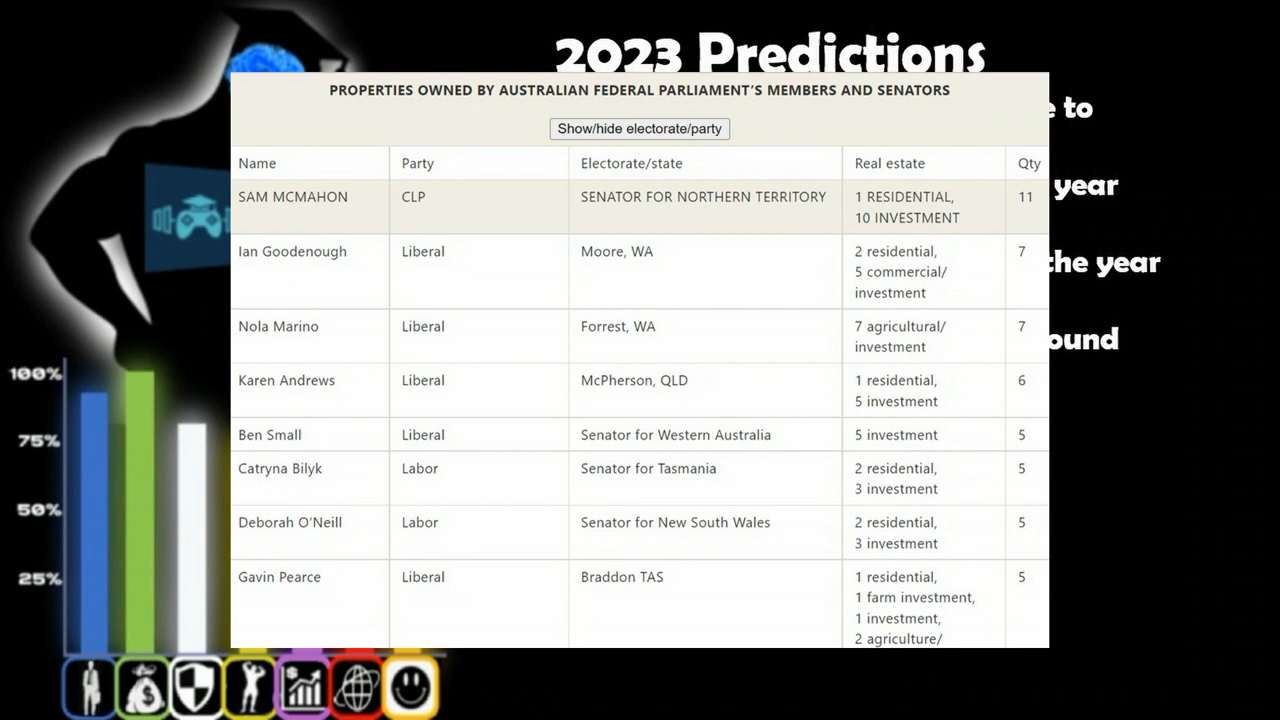 2023 Predictions
PROPERTIES OWNED BY AUSTRALIAN FEDERAL PARLIAMENT’S MEMBERS AND SENATORS
Show/hide electorate/party
Name Party Electorate/state Real estate Qty
SAM MCMAHON CLP SENATOR FOR NORTHERN TERRITORY 1 RESIDENTIAL, 11
10 INVESTMENT
Ian Goodenough Liberal Moore, WA 2 residential, 7
5 commercial/
investment
Nola Marino Liberal Forrest, WA 7 agricultural/ 7
investment
Karen Andrews Liberal McPherson, QLD 1 residential, 6
5 investment
Ben Small Liberal Senator for Western Australia 5 investment 5
Catryna Bilyk Labor Senator for Tasmania 2 residential, 5
3 investment
Deborah O’Neill Labor Senator for New South Wales 2 residential, 5
3 investment
Gavin Pearce Liberal Braddon TAS 1 residential, 5
1 farm investment,
1 investment,
2 agriculture/
to
year
the year
100%
75%
50%
25%